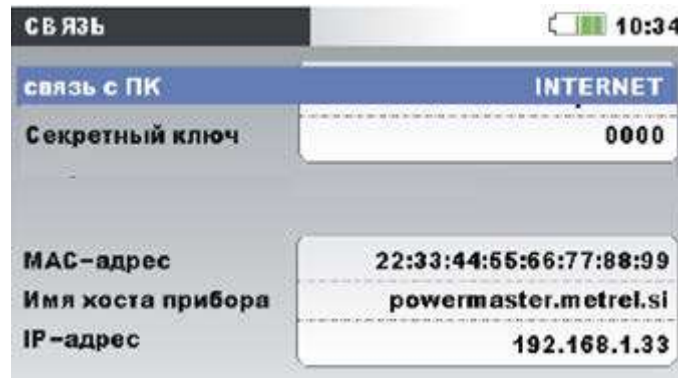 СВЯЗЬ 10:34
связь с ПК INTERNET
Секретный ключ 0000
MAC-адрес 22:33:44:55:66:77:88:99
Имя хоста прибора powermaster.metrel.si
IP-адрес 192.168.1.33